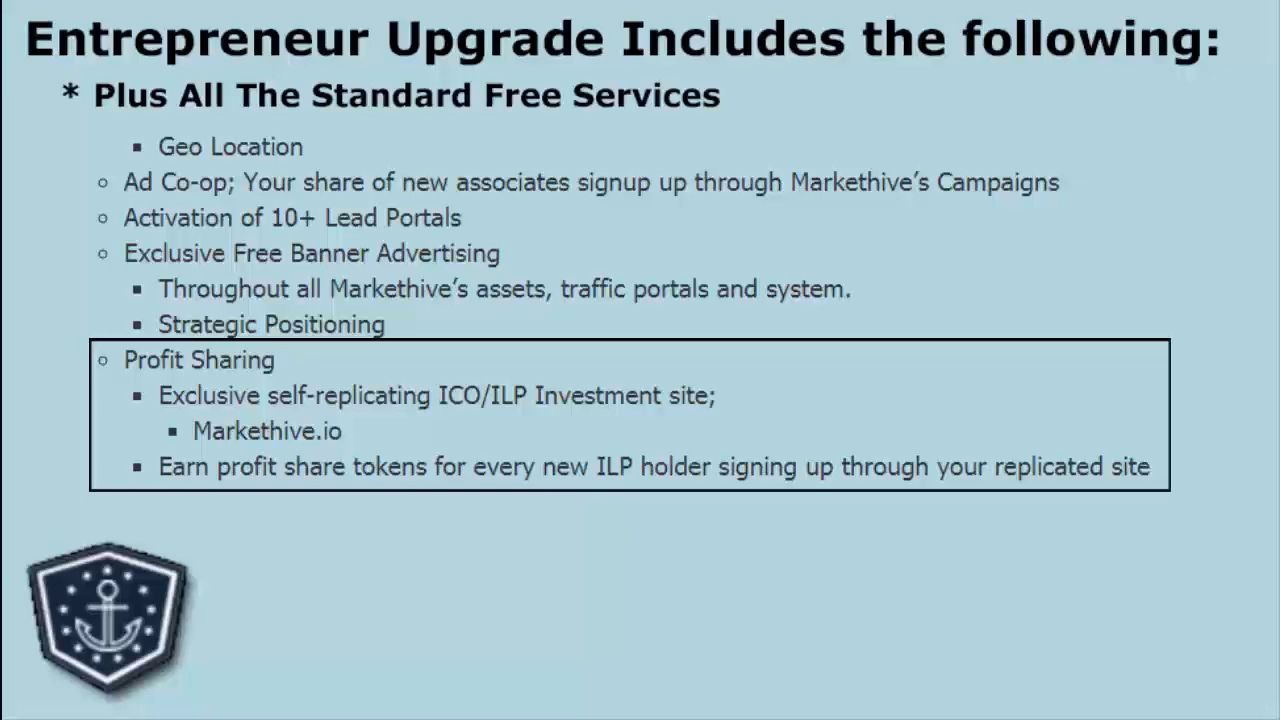 Entrepreneur Upgrade Includes the following:
* Plus All The Standard Free Services
▪ Geo Location
○ Ad Co-op; Your share of new associates signup up through Markethive’s Campaigns
○ Activation of 10+ Lead Portals
○ Exclusive Free Banner Advertising
▪ Throughout all Markethive’s assets, traffic portals and system.
▪ Strategic Positioning
○ Profit Sharing
▪ Exclusive self-replicating ICO/ILP Investment site;
▪ Markethive.io
▪ Earn profit share tokens for every new ILP holder signing up through your replicated site